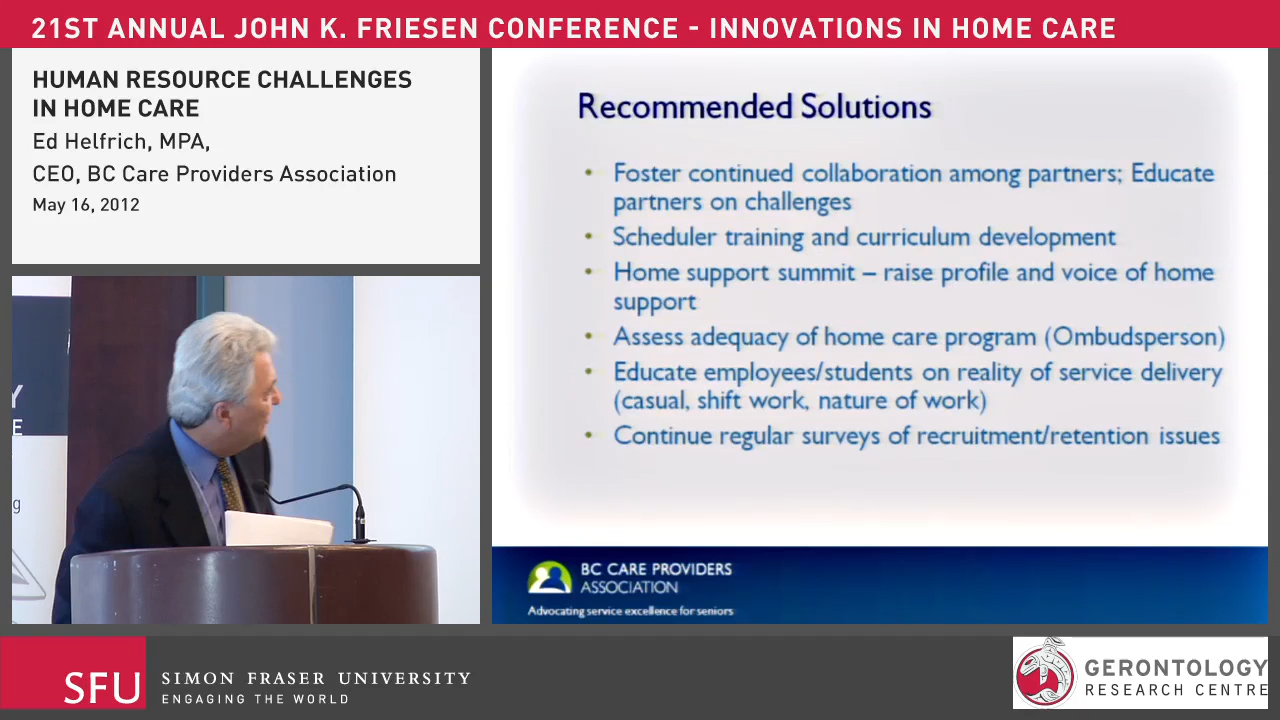 21ST ANNUAL JOHN K. FRIESEN CONFERENCE - INNOVATIONS IN HOME CARE
HUMAN RESOURCE CHALLENGES
IN HOME CARE
Ed Helfrich, MPA,
CEO, BC Care Providers Association
May 16, 2012
Recommended Solutions
• Foster continued collaboration among partners; Educate
partners on challenges
• Scheduler training and curriculum development
• Home support summit – raise profile and voice of home
support
• Assess adequacy of home care program (Ombudsperson)
• Educate employees/students on reality of service delivery
(casual, shift work, nature of work)
• Continue regular surveys of recruitment/retention issues
BC CARE PROVIDERS
ASSOCIATION
Advocating service excellence for seniors
SFU
SIMON FRASER UNIVERSITY
ENGAGING THE WORLD
GERONTOLOGY
RESEARCH CENTRE